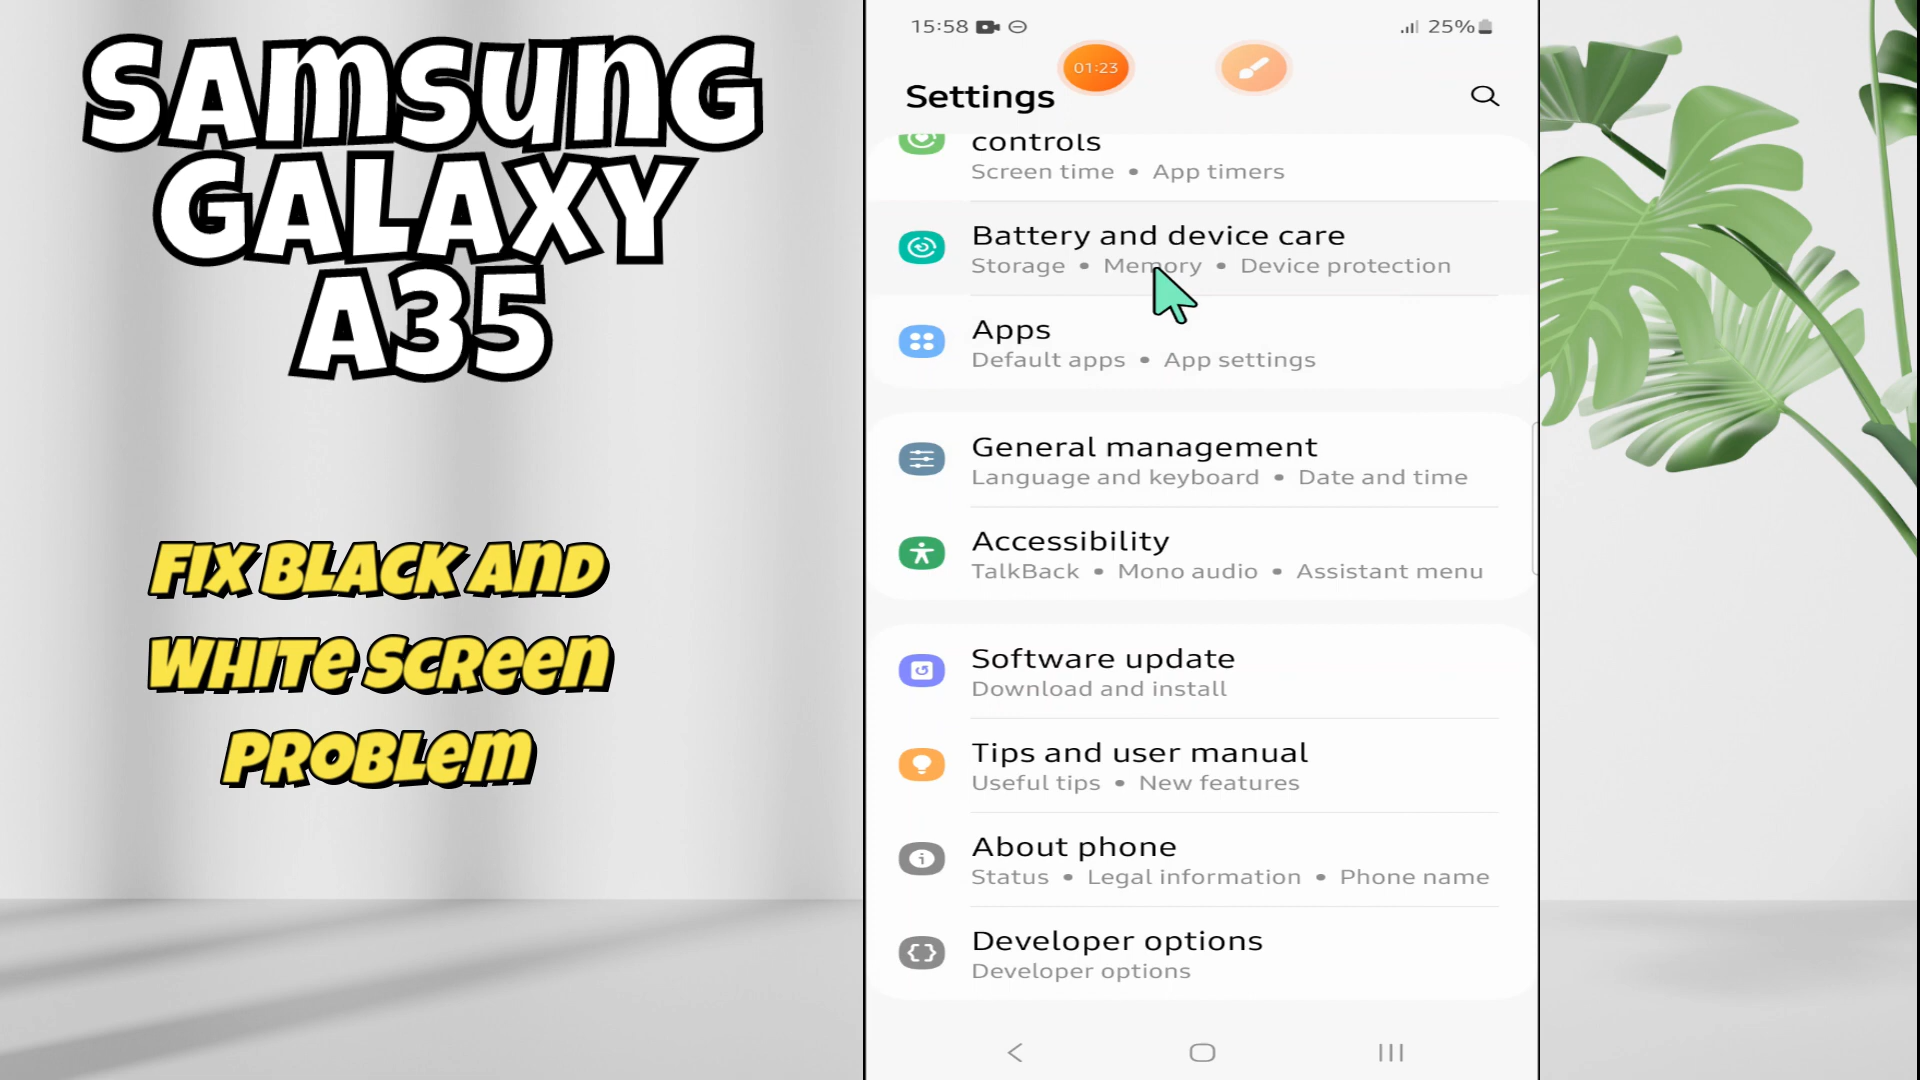 SAMSUNG
GALAXY
A35
FIX BLACK AND
WHITE SCREEN
PROBLEM
15:58
25%
01:23
Settings
controls
Screen time • App timers
Battery and device care
Storage • Memory • Device protection
Apps
Default apps • App settings
General management
Language and keyboard • Date and time
Accessibility
TalkBack • Mono audio • Assistant menu
Software update
Download and install
Tips and user manual
Useful tips • New features
About phone
Status • Legal information • Phone name
Developer options
Developer options